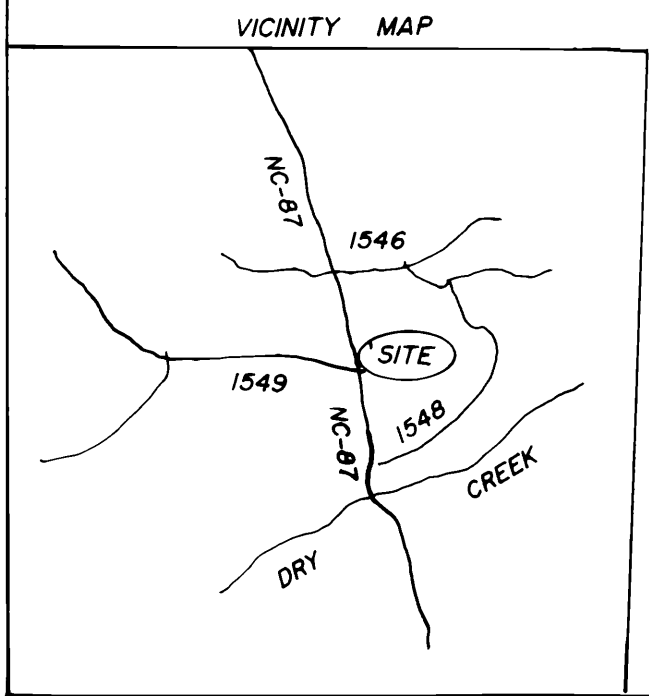 VICINITY MAP
NC-87
1546
SITE
1549
1548
NC-87
CREEK
DRY